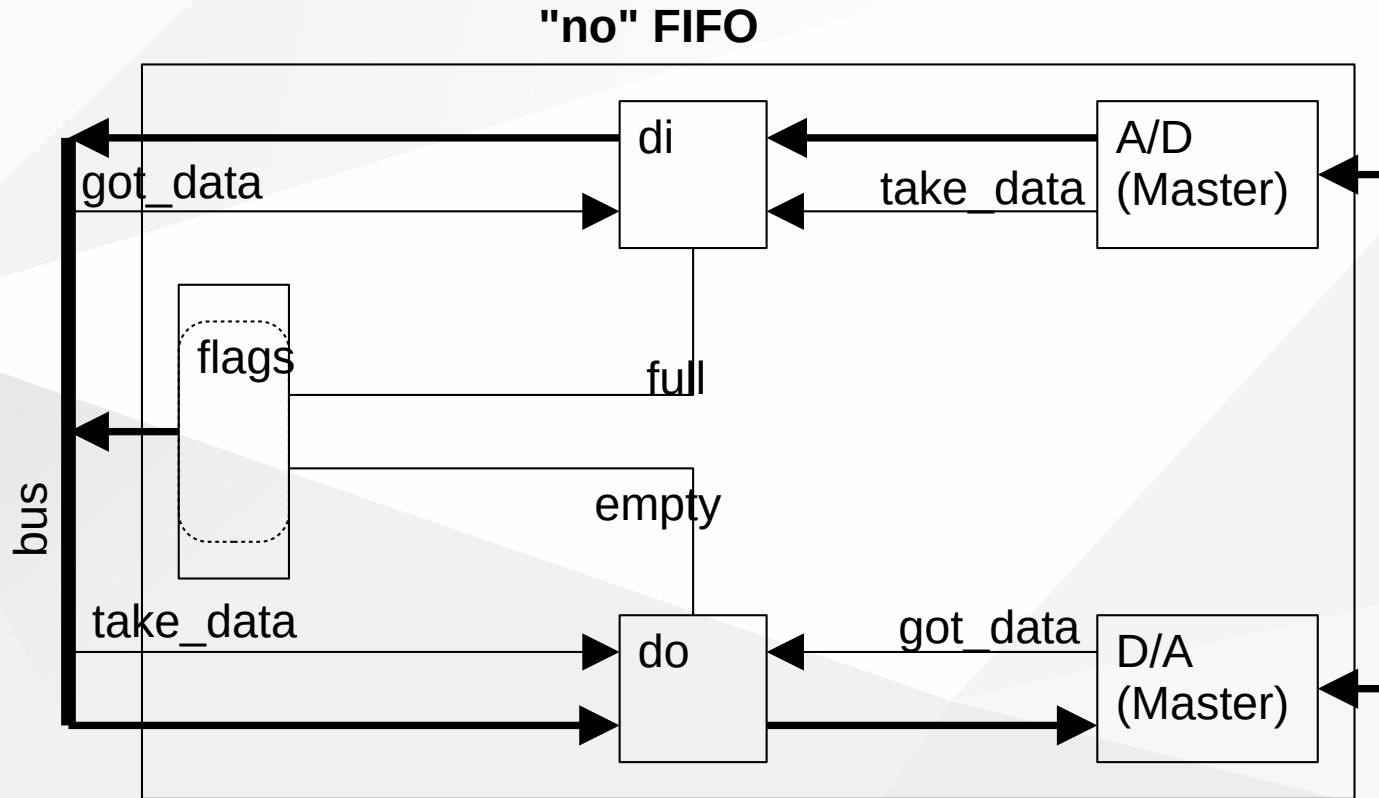 "no" FIFO
di
A/D
(Master)
got_data
take_data
flags
full
empty
bus
take_data
got_data
do
D/A
(Master)